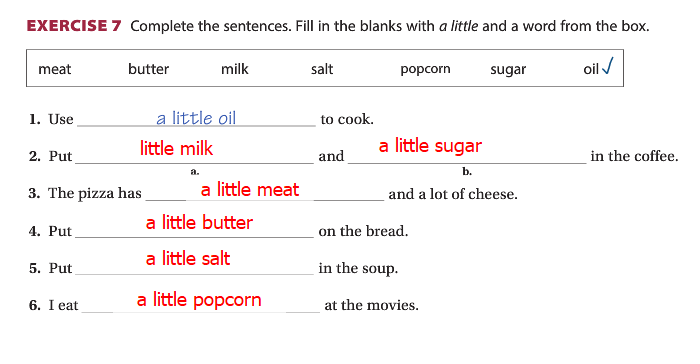 EXERCISE 7 Complete the sentences. Fill in the blanks with a little and a word from the box.
meat butter milk salt popcorn sugar oil ✓
1. Use a little oil to cook.
2. Put little milk and a little sugar in the coffee.
a. b.
3. The pizza has a little meat and a lot of cheese.
4. Put a little butter on the bread.
5. Put a little salt in the soup.
6. I eat a little popcorn at the movies.